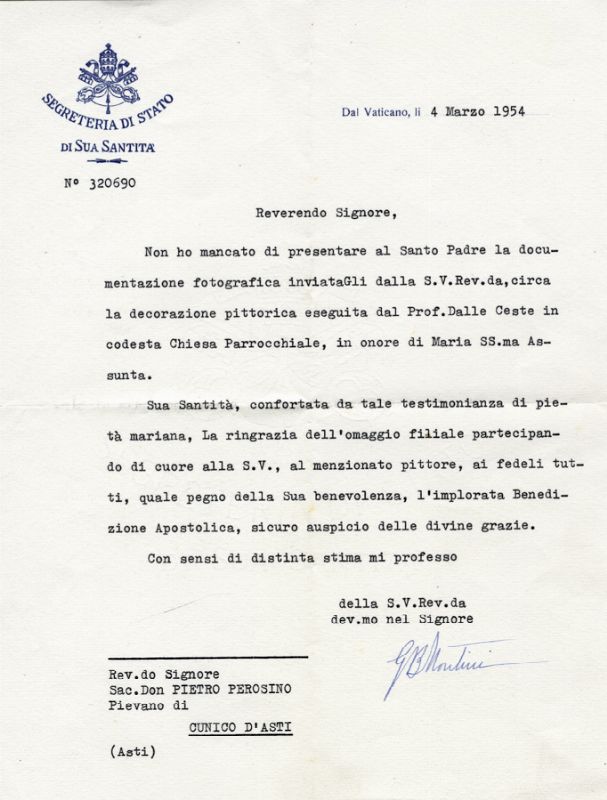 SEGRETERIA DI STATO
DI SUA SANTITÀ
Nº 320690
Dal Vaticano, li 4 Marzo 1954
Reverendo Signore,
Non ho mancato di presentare al Santo Padre la docu-
mentazione fotografica inviataGli dalla S.V.Rev.da,circa
la decorazione pittorica eseguita dal Prof.Dalle Ceste in
codesta Chiesa Parrocchiale, in onore di Maria SS.ma As-
sunta.
Sua Santità, confortata da tale testimonianza di pie-
tà mariana, La ringrazia dell'omaggio filiale partecipan-
do di cuore alla S.V., al menzionato pittore, ai fedeli tut-
ti, quale pegno della Sua benevolenza, l'implorata Benedi-
zione Apostolica, sicuro auspicio delle divine grazie.
Con sensi di distinta stima mi professo
della S.V.Rev.da
dev.mo nel Signore
GBMontini
Rev.do Signore
Sac.Don PIETRO PEROSINO
Pievano di
CUNICO D'ASTI
(Asti)